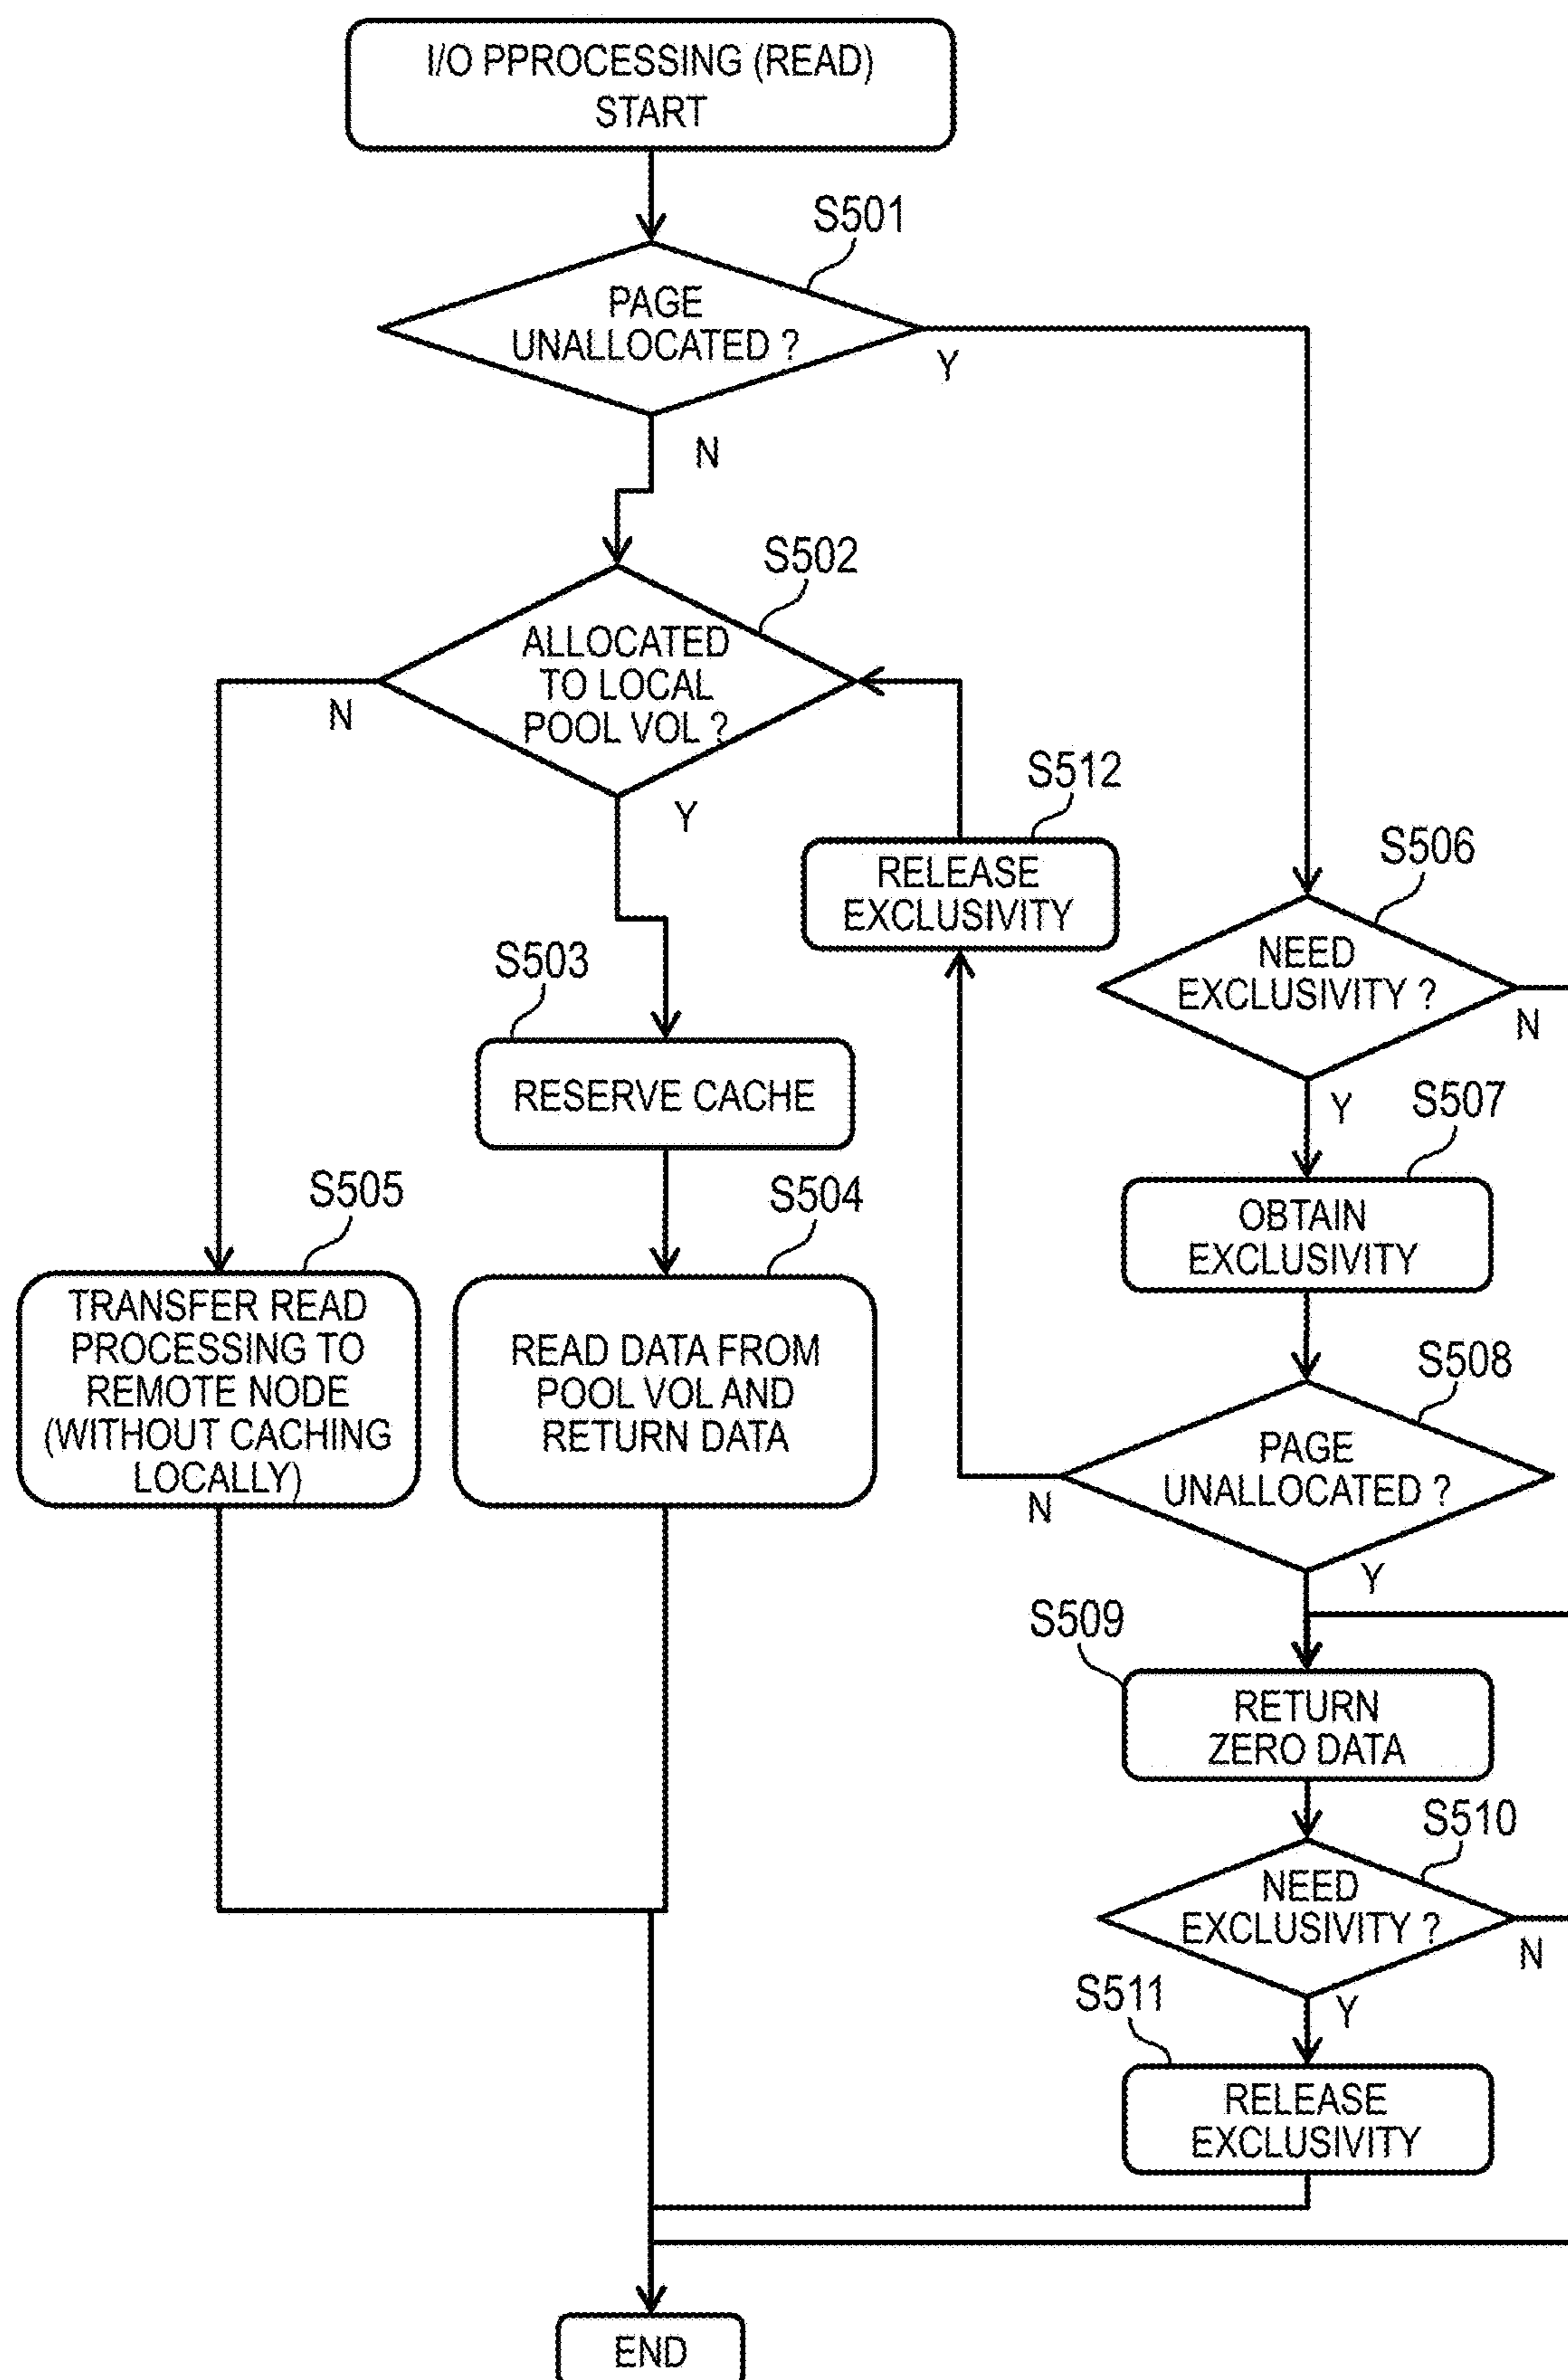 I/O PPROCESSING (READ)
START
S501
PAGE
UNALLOCATED ?
Y
N
S502
ALLOCATED
TO LOCAL
POOL VOL ?
N
Y
S512
RELEASE
EXCLUSIVITY
S506
NEED
EXCLUSIVITY ?
N
Y
S503
RESERVE CACHE
S507
OBTAIN
EXCLUSIVITY
S505
TRANSFER READ
PROCESSING TO
REMOTE NODE
(WITHOUT CACHING
LOCALLY)
S504
READ DATA FROM
POOL VOL AND
RETURN DATA
S508
PAGE
UNALLOCATED ?
N
Y
S509
RETURN
ZERO DATA
S510
NEED
EXCLUSIVITY ?
N
Y
S511
RELEASE
EXCLUSIVITY
END